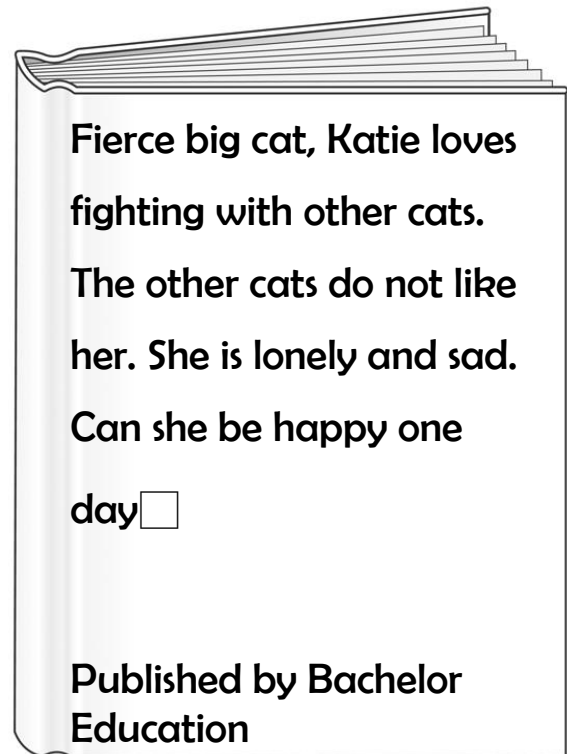 Fierce big cat, Katie loves
fighting with other cats.
The other cats do not like
her. She is lonely and sad.
Can she be happy one
day□
Published by Bachelor
Education